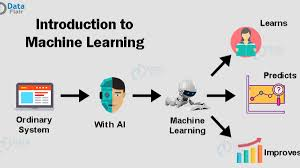 Data
Flair
Introduction to
Machine Learning
Learns
Predicts
Ordinary
System
With AI
Machine
Learning
Improves